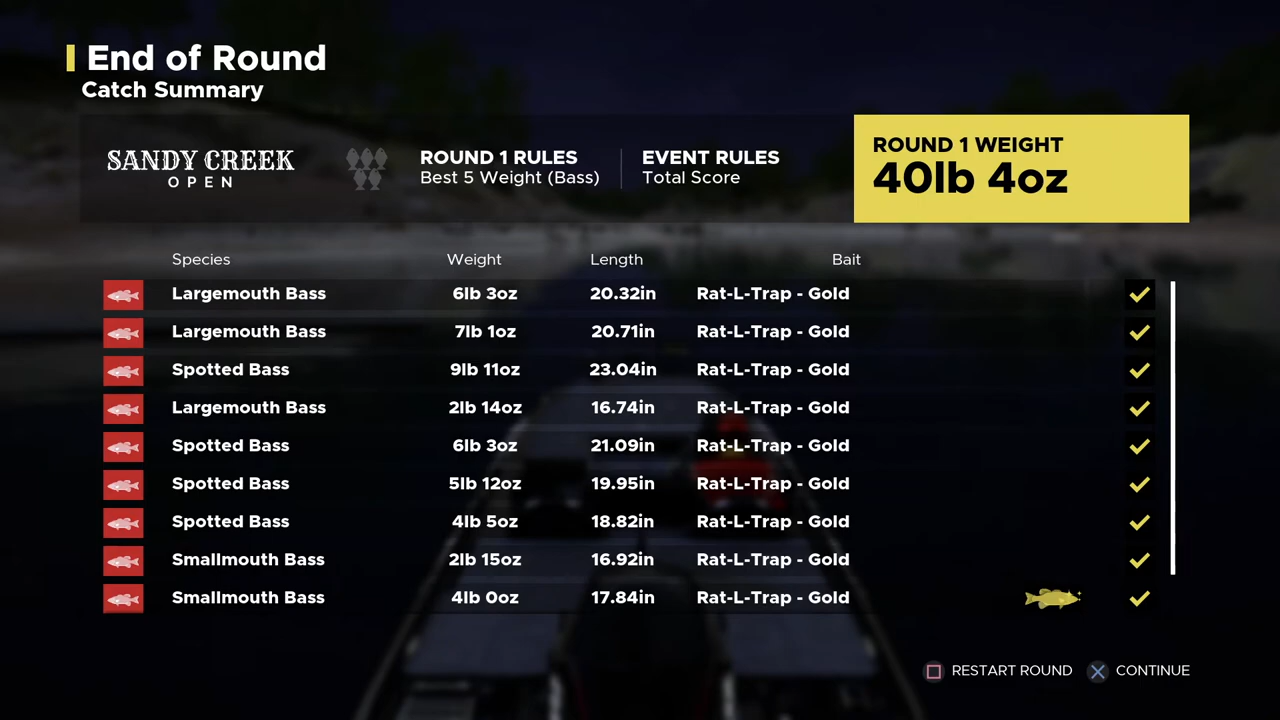 End of Round
Catch Summary
SANDY CREEK
OPEN
ROUND 1 RULES
Best 5 Weight (Bass)
EVENT RULES
Total Score
ROUND 1 WEIGHT
40lb 4oz
Species Weight Length Bait
Largemouth Bass 6lb 3oz 20.32in Rat-L-Trap - Gold
Largemouth Bass 7lb 1oz 20.71in Rat-L-Trap - Gold
Spotted Bass 9lb 11oz 23.04in Rat-L-Trap - Gold
Largemouth Bass 2lb 14oz 16.74in Rat-L-Trap - Gold
Spotted Bass 6lb 3oz 21.09in Rat-L-Trap - Gold
Spotted Bass 5lb 12oz 19.95in Rat-L-Trap - Gold
Spotted Bass 4lb 5oz 18.82in Rat-L-Trap - Gold
Smallmouth Bass 2lb 15oz 16.92in Rat-L-Trap - Gold
Smallmouth Bass 4lb 0oz 17.84in Rat-L-Trap - Gold
RESTART ROUND CONTINUE